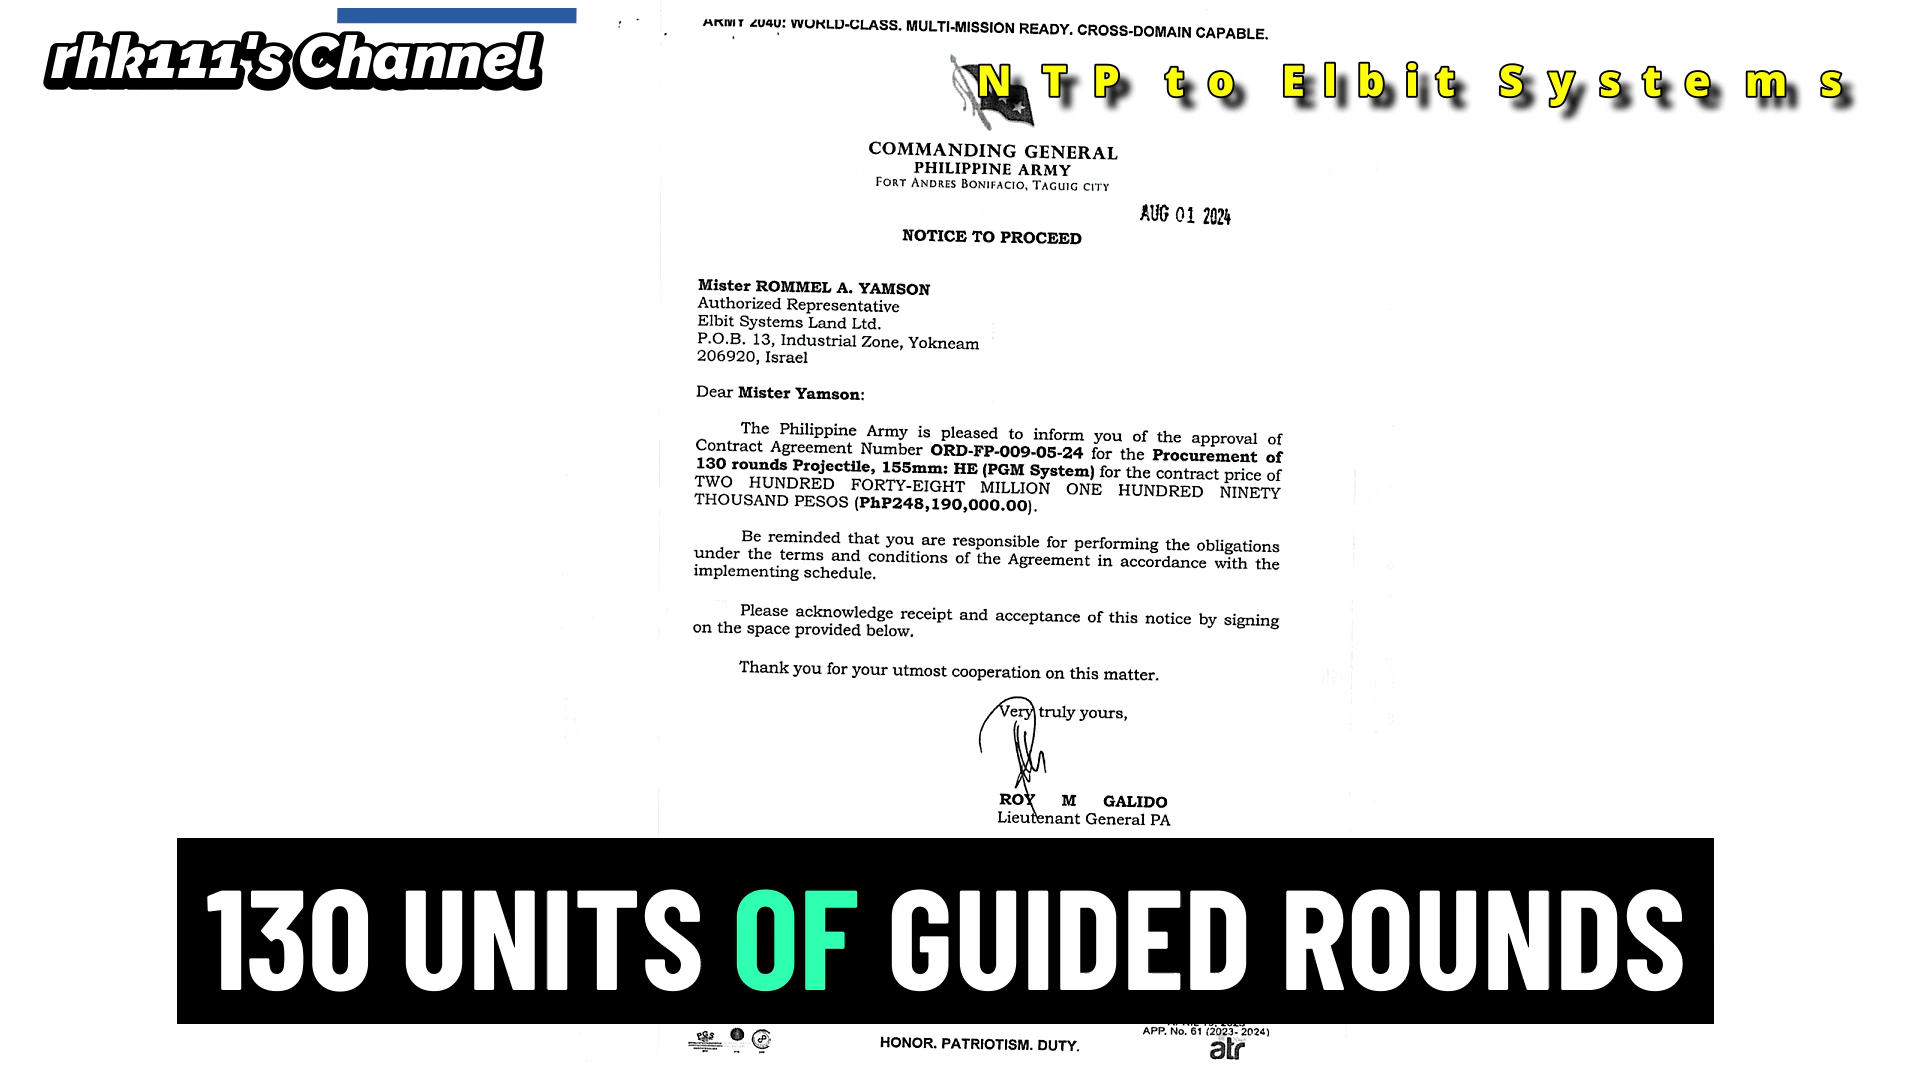 ARMY 2040: WORLD-CLASS. MULTI-MISSION READY. CROSS-DOMAIN CAPABLE.
rhk111's Channel
NTP to Elbit Systems
COMMANDING GENERAL
PHILIPPINE ARMY
FORT ANDRES BONIFACIO, TAGUIG CITY
AUG 01 2024
NOTICE TO PROCEED
Mister ROMMEL A. YAMSON
Authorized Representative
Elbit Systems Land Ltd.
P.O.B. 13, Industrial Zone, Yokneam
206920, Israel
Dear Mister Yamson:
The Philippine Army is pleased to inform you of the approval of
Contract Agreement Number ORD-FP-009-05-24 for the Procurement of
130 rounds Projectile, 155mm: HE (PGM System) for the contract price of
TWO HUNDRED FORTY-EIGHT MILLION ONE HUNDRED NINETY
THOUSAND PESOS (PhP248,190,000.00).
Be reminded that you are responsible for performing the obligations
under the terms and conditions of the Agreement in accordance with the
implementing schedule.
Please acknowledge receipt and acceptance of this notice by signing
on the space provided below.
Thank you for your utmost cooperation on this matter.
Very truly yours,
ROY M GALIDO
Lieutenant General PA
130 UNITS OF GUIDED ROUNDS
APP. No. 61 (2023-2024)
PGS
HONOR. PATRIOTISM. DUTY.
atr